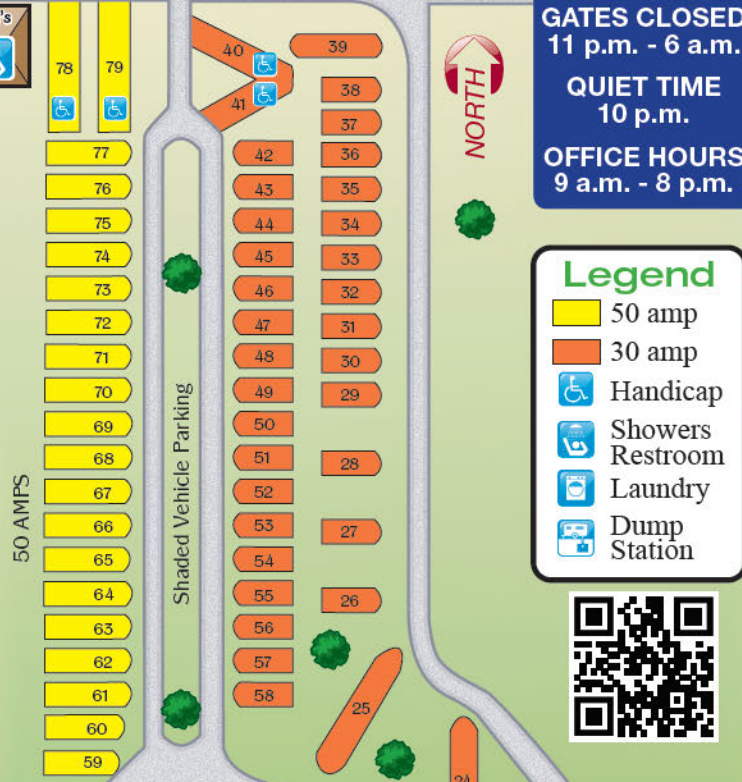 's
78
79
77
76
75
74
73
72
71
70
69
68
67
66
65
64
63
62
61
60
59
50 AMPS
Shaded Vehicle Parking
40
41
42
43
44
45
46
47
48
49
50
51
52
53
54
55
56
57
58
39
38
37
36
35
34
33
32
31
30
29
28
27
26
25
24
NORTH
GATES CLOSED
11 p.m. - 6 a.m.
QUIET TIME
10 p.m.
OFFICE HOURS
9 a.m. - 8 p.m.
Legend
50 amp
30 amp
Handicap
Showers
Restroom
Laundry
Dump
Station